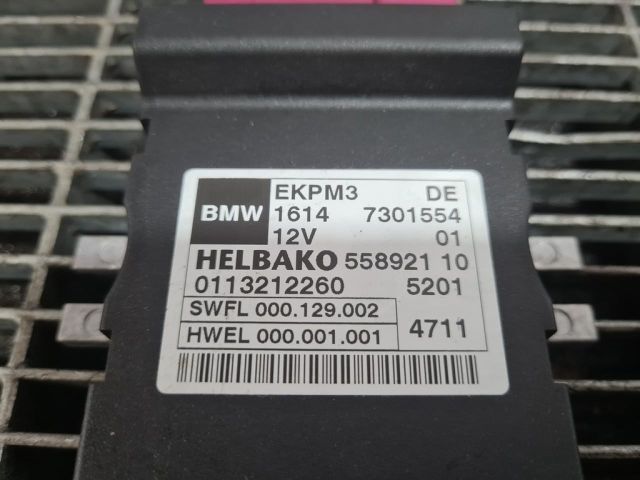 BMW EKPM3 DE
1614 7301554
12V 01
HELBAKO 558921 10
0113212260 5201
SWFL 000.129.002
HWEL 000.001.001 4711